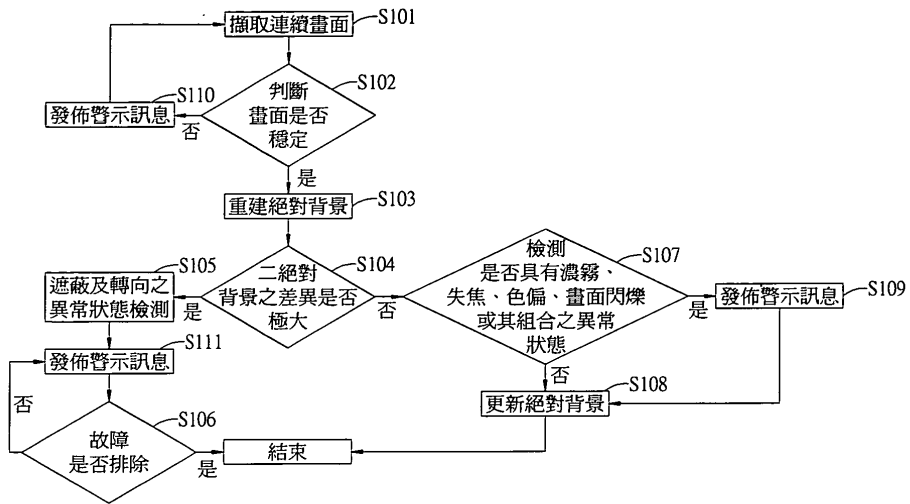 擷取連續畫面
S101
判斷
畫面是否
穩定
S102
發佈警示訊息
S110
否
是
重建絕對背景
S103
二絕對
背景之差異是否
極大
S104
是
否
遮蔽及轉向之
異常狀態檢測
S105
檢測
是否具有濃霧、
失焦、色偏、畫面閃爍
或其組合之異常
狀態
S107
是
發佈警示訊息
S109
否
更新絕對背景
S108
發佈警示訊息
S111
否
故障
是否排除
S106
是
結束